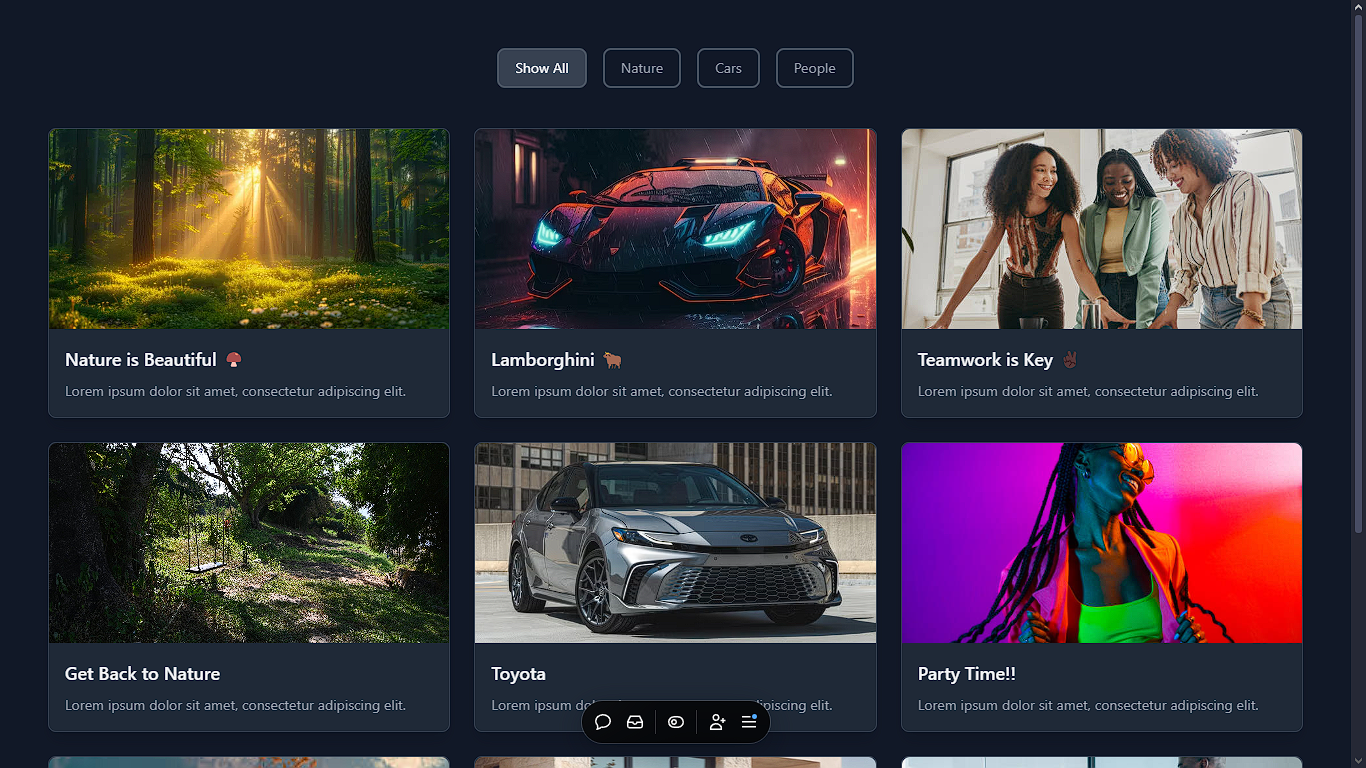 Show All
Nature
Cars
People
Nature is Beautiful 🍄
Lorem ipsum dolor sit amet, consectetur adipiscing elit.
Lamborghini 🐂
Lorem ipsum dolor sit amet, consectetur adipiscing elit.
Teamwork is Key ✌🏿
Lorem ipsum dolor sit amet, consectetur adipiscing elit.
Get Back to Nature
Lorem ipsum dolor sit amet, consectetur adipiscing elit.
Toyota
Lorem ipsum piscing elit.
Party Time!!
Lorem ipsum dolor sit amet, consectetur adipiscing elit.